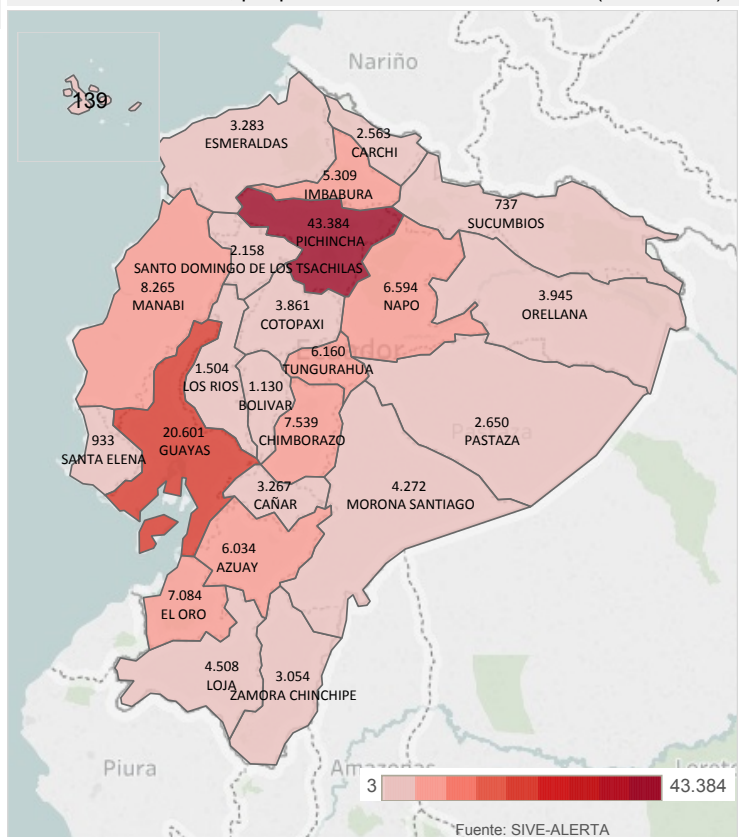 Nariño
139
3.283
ESMERALDAS
2.563
CARCHI
5.309
IMBABURA
737
SUCUMBIOS
43.384
PICHINCHA
2.158
SANTO DOMINGO DE LOS TSACHILAS
8.265
MANABI
6.594
NAPO
3.945
ORELLANA
3.861
COTOPAXI
Ecuador
6.160
TUNGURAHUA
1.504
LOS RIOS
1.130
BOLIVAR
7.539
CHIMBORAZO
2.650
PASTAZA
Pastaza
933
SANTA ELENA
20.601
GUAYAS
3.267
CAÑAR
4.272
MORONA SANTIAGO
6.034
AZUAY
7.084
EL ORO
4.508
LOJA
3.054
ZAMORA CHINCHIPE
Piura
Amazonas
3
43.384
Fuente: SIVE-ALERTA